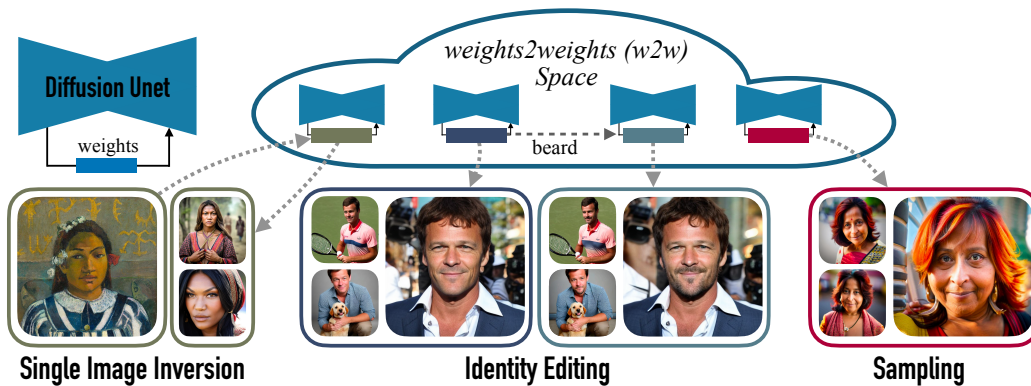 weights2weights (w2w)
Space
Diffusion Unet
weights
beard
Single Image Inversion
Identity Editing
Sampling